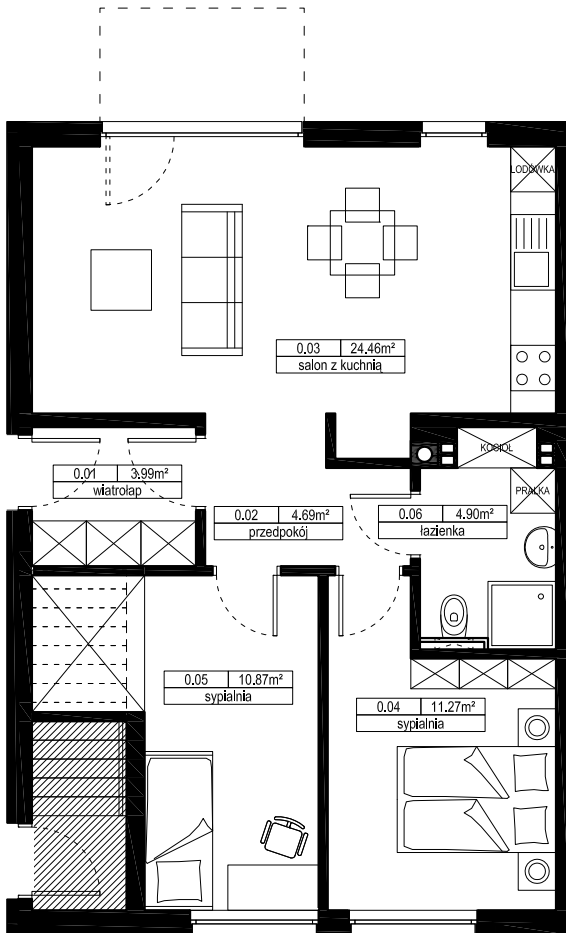 LODÓWKA
0.03 24.46m²
salon z kuchnią
KOCIOŁ
0.01 3.99m²
wiatrołap
PRALKA
0.02 4.69m²
przedpokój
0.06 4.90m²
łazienka
0.05 10.87m²
sypialnia
0.04 11.27m²
sypialnia